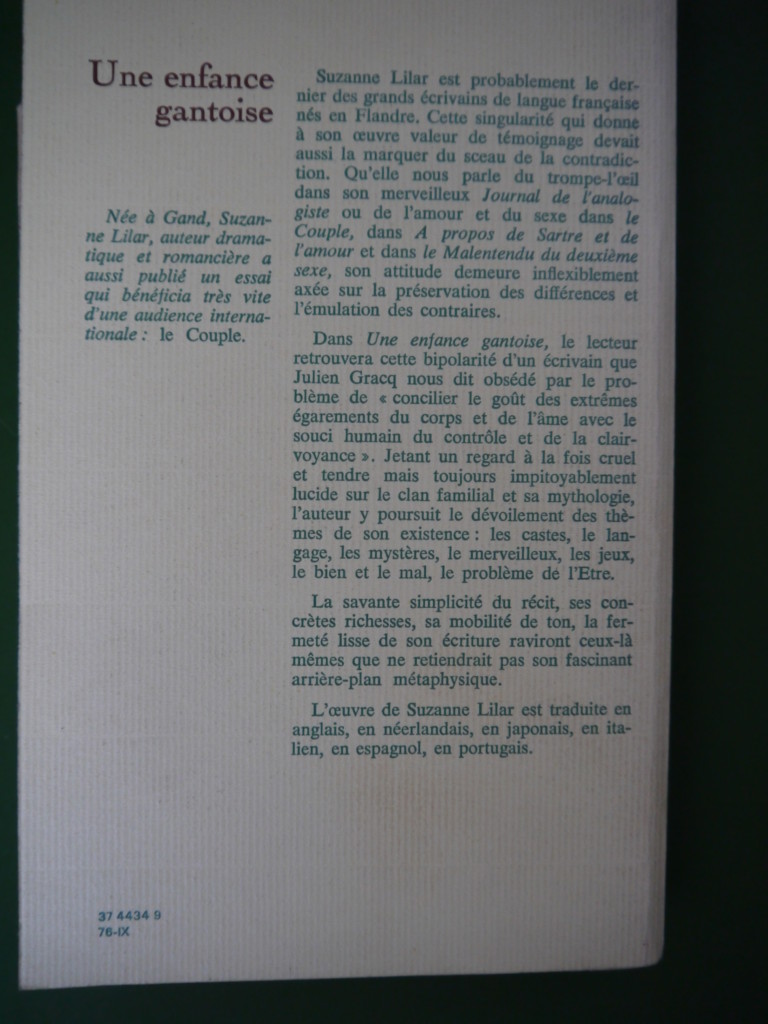 Une enfance
gantoise
Née à Gand, Suzan-
ne Lilar, auteur drama-
tique et romancière a
aussi publié un essai
qui bénéficia très vite
d'une audience interna-
tionale : le Couple.
Suzanne Lilar est probablement le der-
nier des grands écrivains de langue française
nés en Flandre. Cette singularité qui donne
à son œuvre valeur de témoignage devait
aussi la marquer du sceau de la contradic-
tion. Qu'elle nous parle du trompe-l'œil
dans son merveilleux Journal de l'analo-
giste ou de l'amour et du sexe dans le
Couple, dans A propos de Sartre et de
l'amour et dans le Malentendu du deuxième
sexe, son attitude demeure inflexiblement
axée sur la préservation des différences et
l'émulation des contraires.
Dans Une enfance gantoise, le lecteur
retrouvera cette bipolarité d'un écrivain que
Julien Gracq nous dit obsédé par le pro-
blème de « concilier le goût des extrêmes
égarements du corps et de l'âme avec le
souci humain du contrôle et de la clair-
voyance ». Jetant un regard à la fois cruel
et tendre mais toujours impitoyablement
lucide sur le clan familial et sa mythologie,
l'auteur y poursuit le dévoilement des thè-
mes de son existence : les castes, le lan-
gage, les mystères, le merveilleux, les jeux,
le bien et le mal, le problème de l'Etre.
La savante simplicité du récit, ses con-
crètes richesses, sa mobilité de ton, la fer-
meté lisse de son écriture raviront ceux-là
mêmes que ne retiendrait pas son fascinant
arrière-plan métaphysique.
L'œuvre de Suzanne Lilar est traduite en
anglais, en néerlandais, en japonais, en ita-
lien, en espagnol, en portugais.
37 4434 9
76-IX